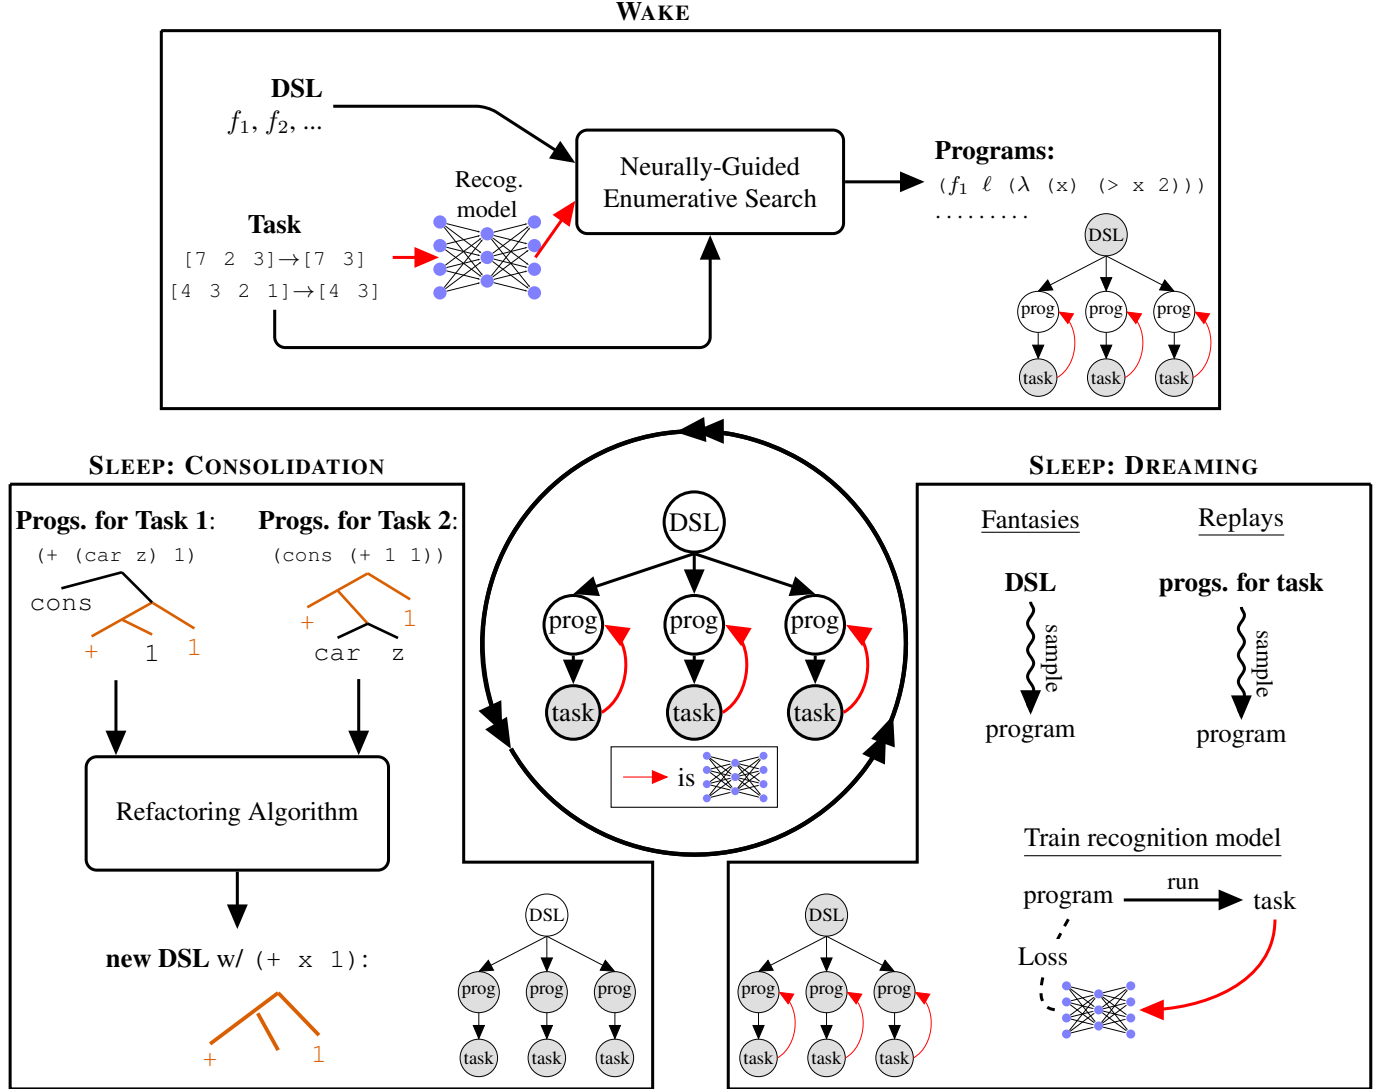 WAKE
DSL
f1, f2, ...
Recog.
model
Task
[7 2 3]→[7 3]
[4 3 2 1]→[4 3]
Neurally-Guided
Enumerative Search
Programs:
(f1 ℓ (λ (x) (> x 2)))
.........
DSL
prog prog prog
task task task
SLEEP: CONSOLIDATION
Progs. for Task 1: Progs. for Task 2:
(+ (car z) 1) (cons (+ 1 1))
cons
+ 1 1
+ 1
car z
Refactoring Algorithm
new DSL w/ (+ x 1):
+ 1
DSL
prog prog prog
task task task
DSL
prog prog prog
task task task
is
SLEEP: DREAMING
Fantasies Replays
DSL progs. for task
sample sample
program program
Train recognition model
program run task
Loss
DSL
prog prog prog
task task task